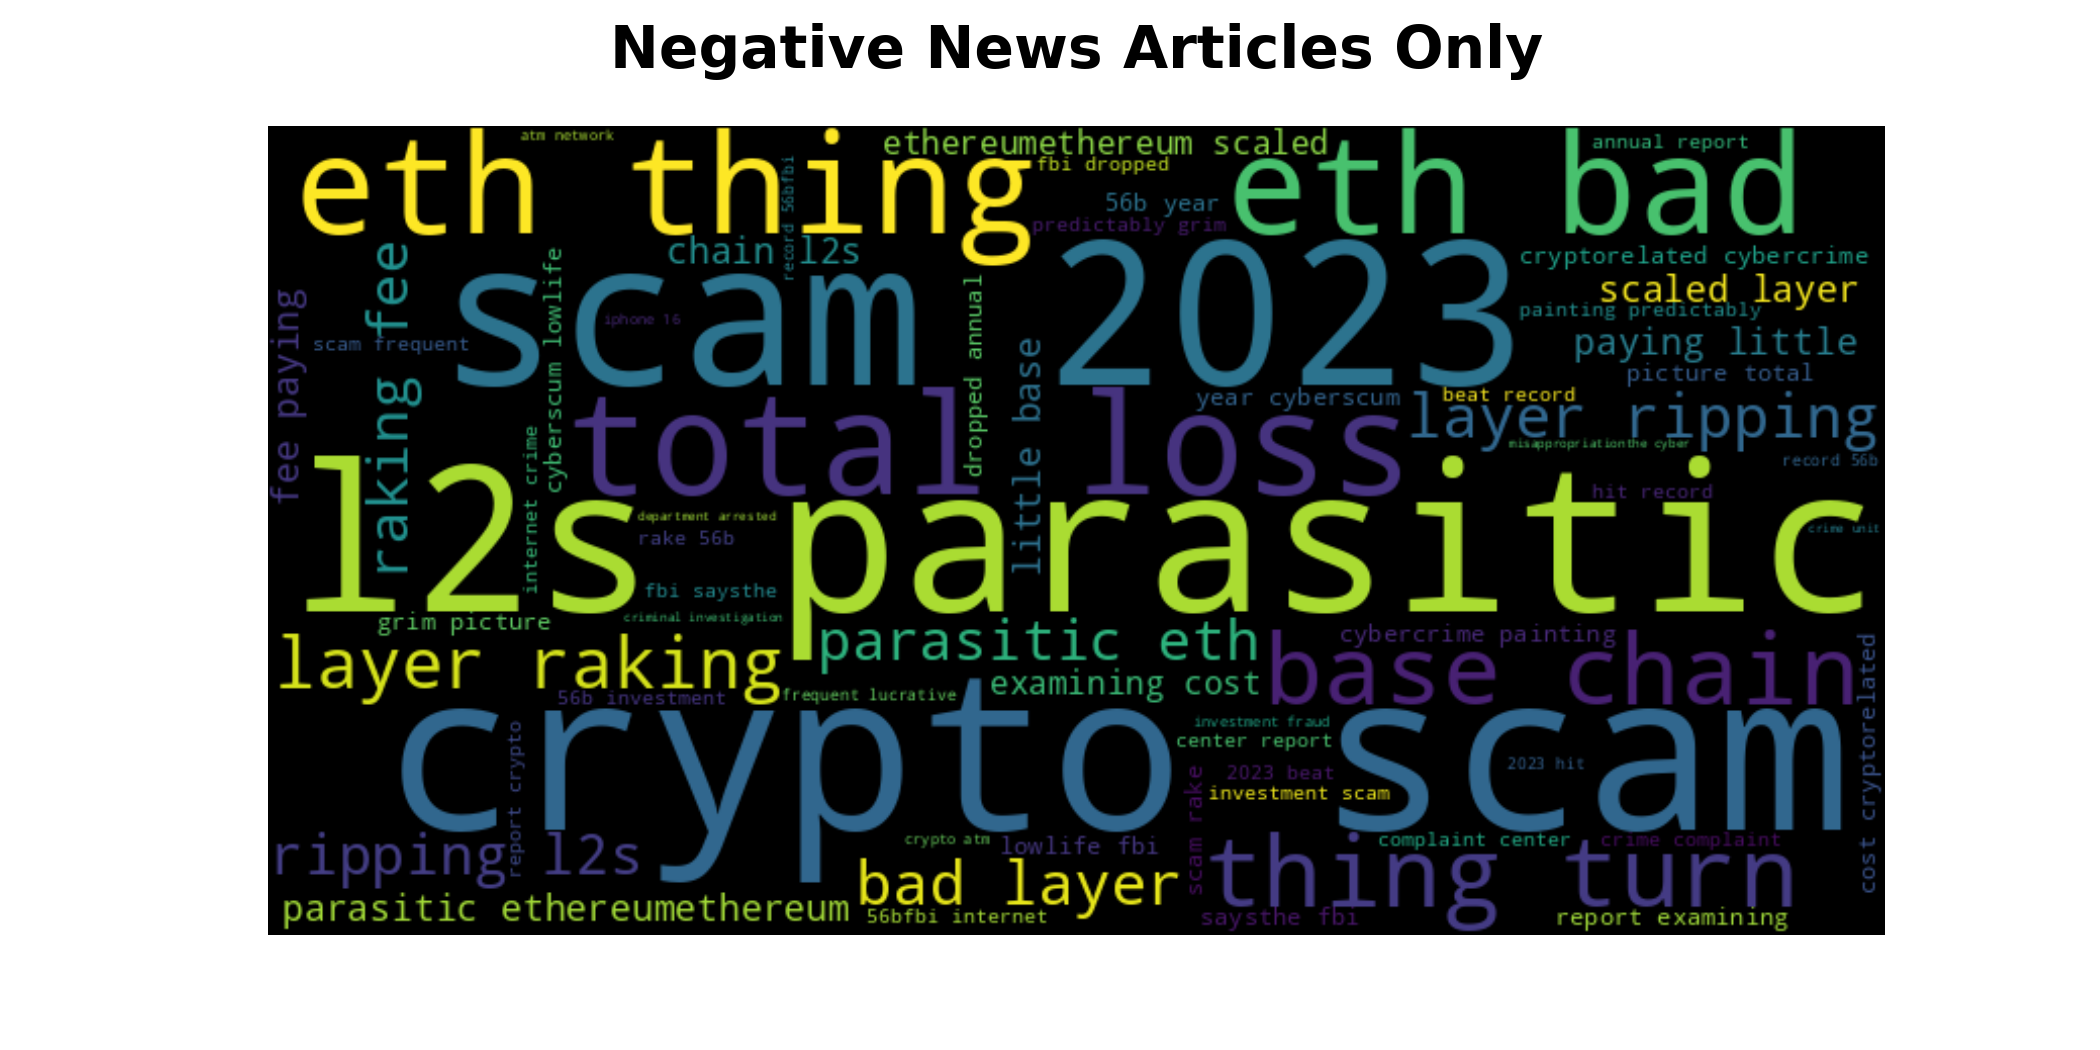 Negative News Articles Only
atm network
ethereumethereum scaled
annual report
eth thing
fbi dropped
eth bad
record 56bfbi
56b year
predictably grim
chain l2s
cryptorelated cybercrime
scam 2023
scaled layer
raking fee
cyberscum lowlife
dropped annual
fee paying
iphone 16
painting predictably
scam frequent
little base
paying little
picture total
total loss
year cyberscum
beat record
layer ripping
internet crime
misappropriationthe cyber
record 56b
l2s parasitic
hit record
department arrested
rake 56b
crime unit
fbi saysthe
grim picture
criminal investigation
parasitic eth
cybercrime painting
layer raking
base chain
cost cryptorelated
examining cost
56b investment
frequent lucrative
crypto scam
report crypto
investment fraud
center report
2023 hit
2023 beat
scam rake
investment scam
crypto atm
lowlife fbi
complaint center
crime complaint
ripping l2s
thing turn
bad layer
parasitic ethereumethereum
56bfbi internet
saysthe fbi
report examining